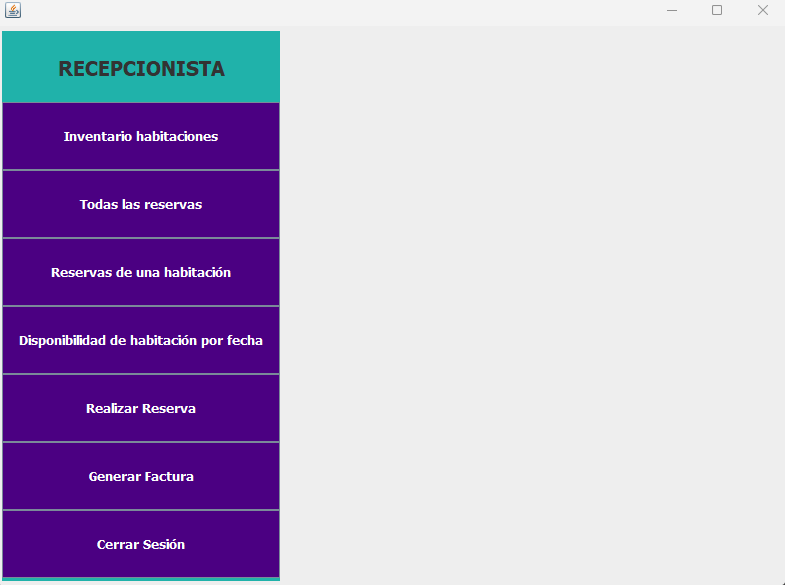 RECEPCIONISTA
Inventario habitaciones
Todas las reservas
Reservas de una habitación
Disponibilidad de habitación por fecha
Realizar Reserva
Generar Factura
Cerrar Sesión